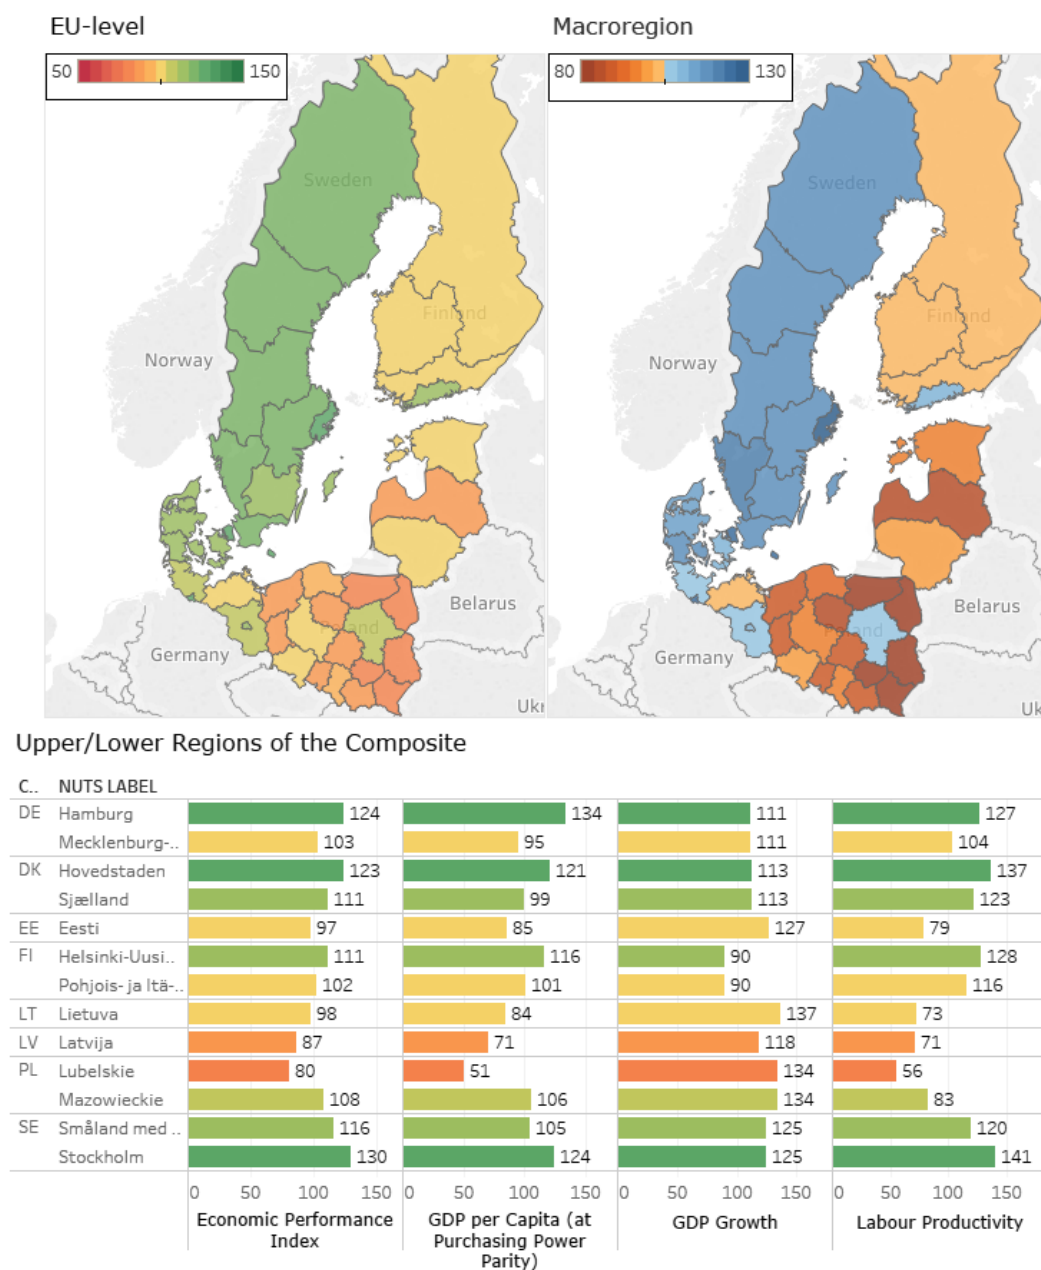 EU-level
Macroregion
50 150
80 130
Sweden
Sweden
Finland
Finland
Norway
Norway
Belarus
Belarus
Poland
Poland
Germany
Germany
Ukr
Uk
Upper/Lower Regions of the Composite
C.. NUTS LABEL
DE Hamburg 124 134 111 127
Mecklenburg-.. 103 95 111 104
DK Hovedstaden 123 121 113 137
Sjælland 111 99 113 123
EE Eesti 97 85 127 79
FI Helsinki-Uusi.. 111 116 90 128
Pohjois- ja Itä-.. 102 101 90 116
LT Lietuva 98 84 137 73
LV Latvija 87 71 118 71
PL Lubelskie 80 51 134 56
Mazowieckie 108 106 134 83
SE Småland med .. 116 105 125 120
Stockholm 130 124 125 141
0 50 100 150 0 50 100 150 0 50 100 150 0 50 100 150
Economic Performance Index
GDP per Capita (at Purchasing Power Parity)
GDP Growth
Labour Productivity